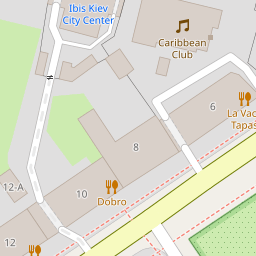 Ibis Kiev
City Center
Caribbean
Club
6
La Vac
Tapas
8
12-A
10
Dobro
12